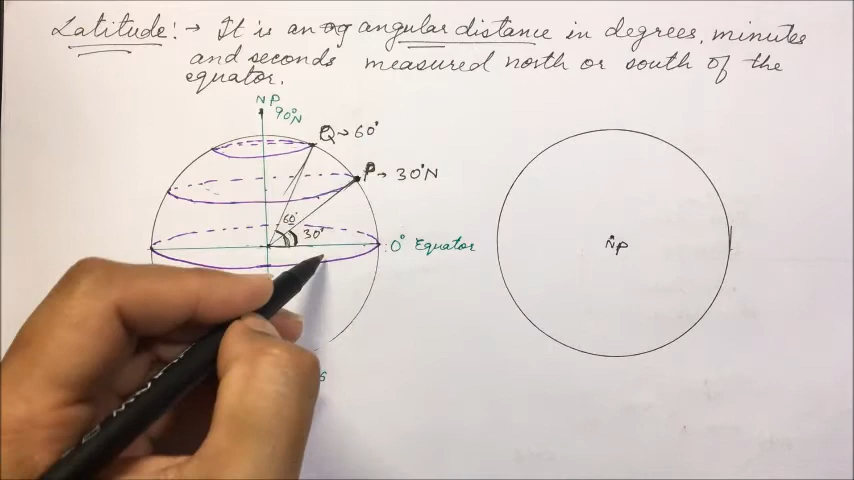 Latitude :→ It is an ag angular distance in degrees, minutes
and seconds measured north or south of the
equator.
NP
90°N
Q→60°
P→30°N
60°
30°
0° Equator
NP
s